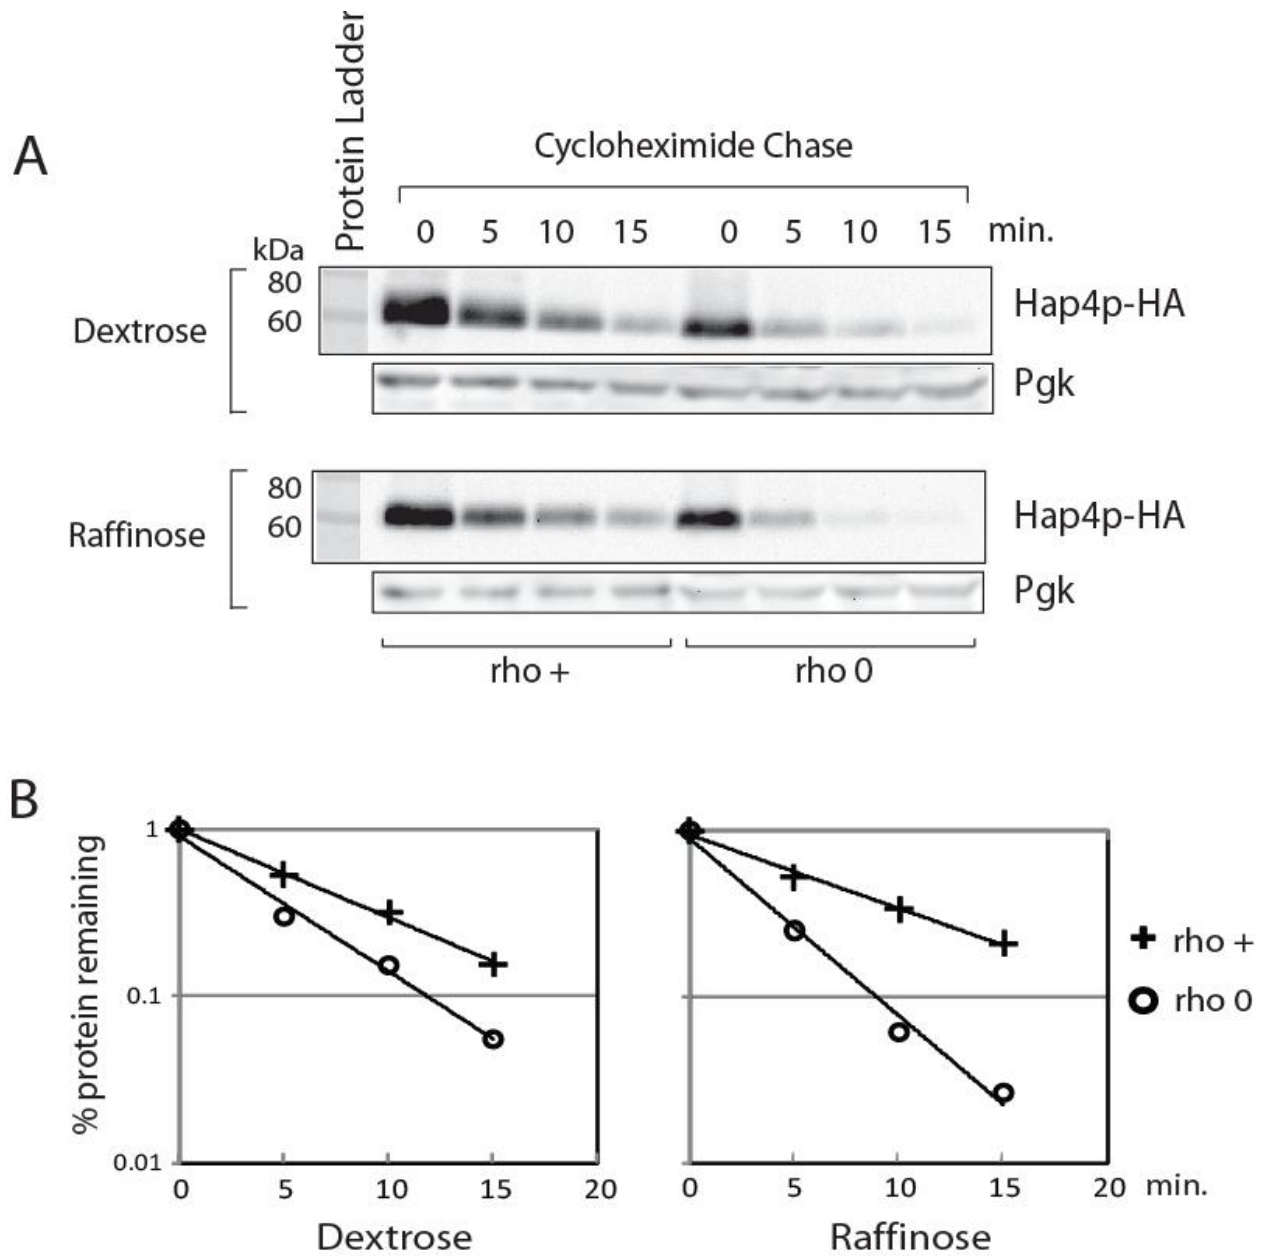 A
Protein Ladder
Cycloheximide Chase
0 5 10 15 0 5 10 15 min.
kDa
80
60
Dextrose
Hap4p-HA
Pgk
80
60
Raffinose
Hap4p-HA
Pgk
rho + rho 0
B
% protein remaining
1
0.1
0.01
0 5 10 15 20
Dextrose
0 5 10 15 20 min.
Raffinose
rho +
rho 0